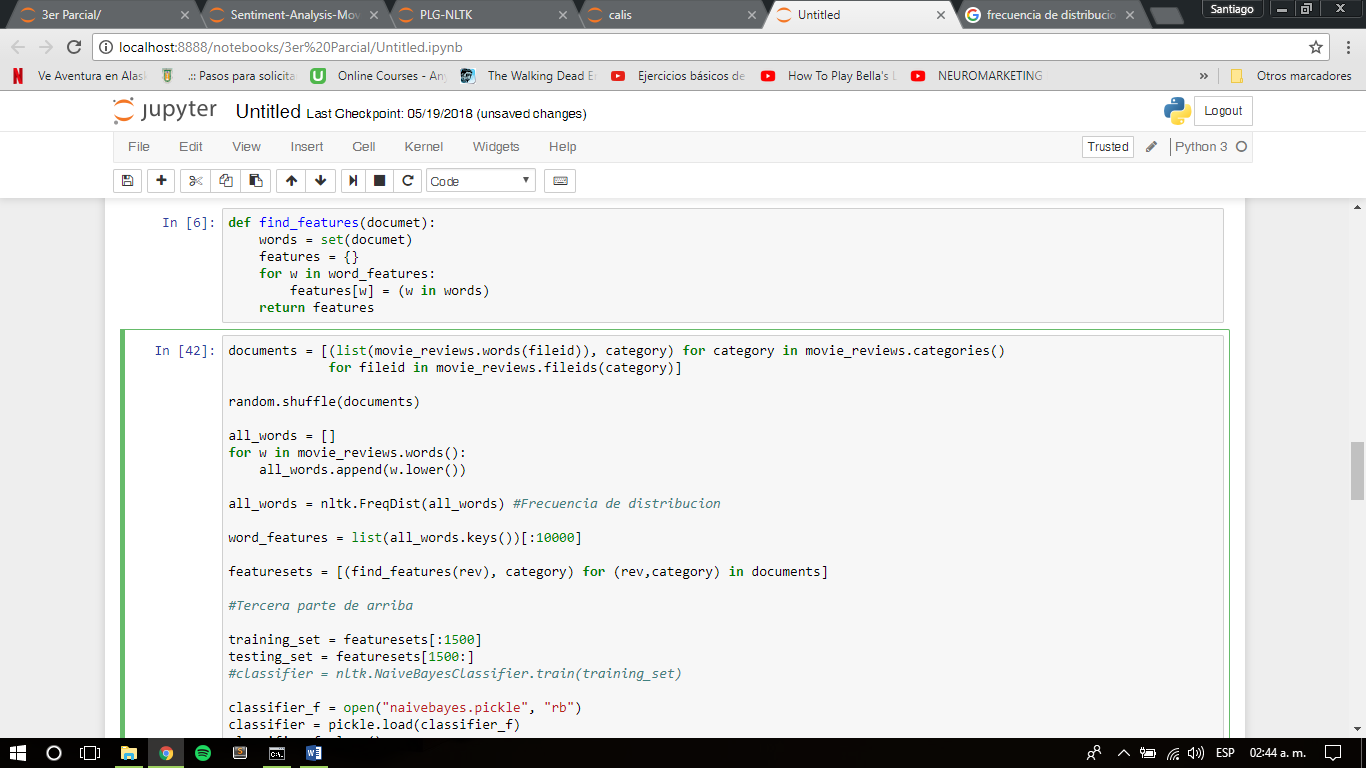 3er Parcial/
Sentiment-Analysis-Mov
PLG-NLTK
calis
Untitled
frecuencia de distribucio
Santiago
localhost:8888/notebooks/3er%20Parcial/Untitled.ipynb
Ve Aventura en Alas
.:: Pasos para solicita
Online Courses - An
The Walking Dead E
Ejercicios básicos de
How To Play Bella's L
NEUROMARKETING
»
Otros marcadores
jupyter
Untitled Last Checkpoint: 05/19/2018 (unsaved changes)
Logout
File Edit View Insert Cell Kernel Widgets Help
Trusted
Python 3
Code
In [6]:
def find_features(documet):
    words = set(documet)
    features = {}
    for w in word_features:
        features[w] = (w in words)
    return features
In [42]:
documents = [(list(movie_reviews.words(fileid)), category) for category in movie_reviews.categories()
             for fileid in movie_reviews.fileids(category)]
random.shuffle(documents)
all_words = []
for w in movie_reviews.words():
    all_words.append(w.lower())
all_words = nltk.FreqDist(all_words) #Frecuencia de distribucion
word_features = list(all_words.keys())[:10000]
featuresets = [(find_features(rev), category) for (rev,category) in documents]
#Tercera parte de arriba
training_set = featuresets[:1500]
testing_set = featuresets[1500:]
#classifier = nltk.NaiveBayesClassifier.train(training_set)
classifier_f = open("naivebayes.pickle", "rb")
classifier = pickle.load(classifier_f)
ESP
02:44 a. m.